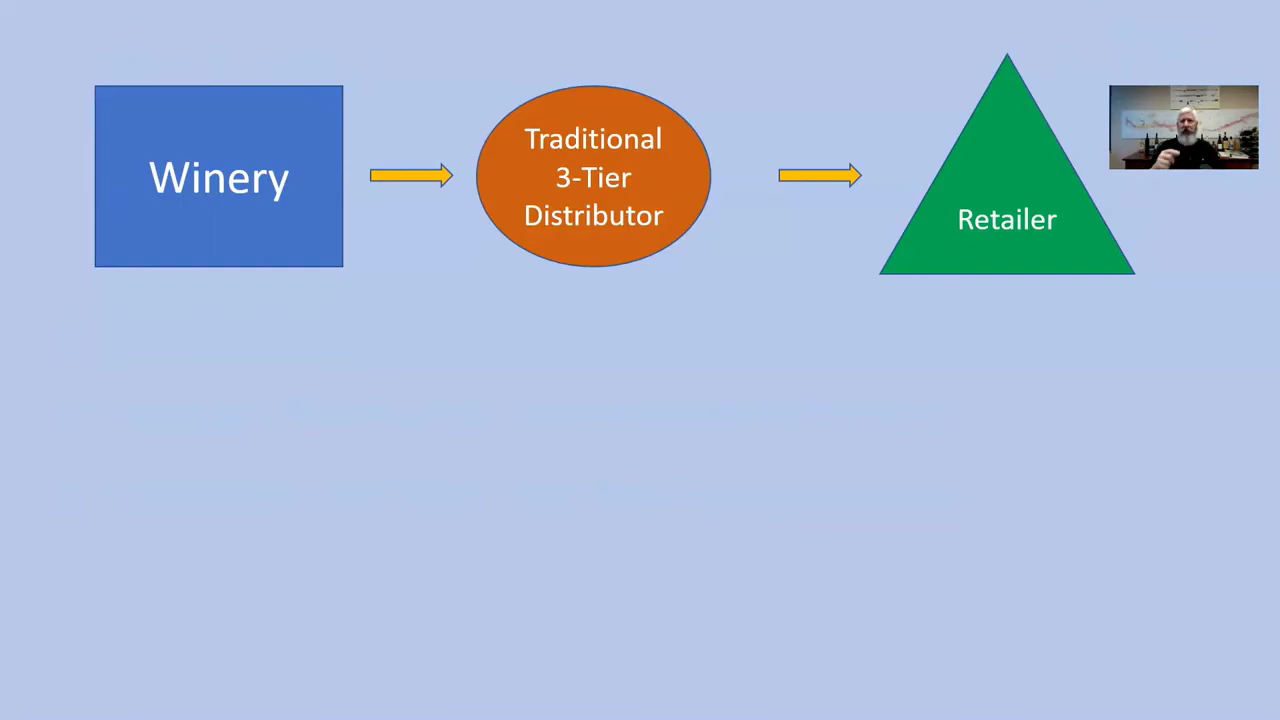 Winery
Traditional
3-Tier
Distributor
Retailer